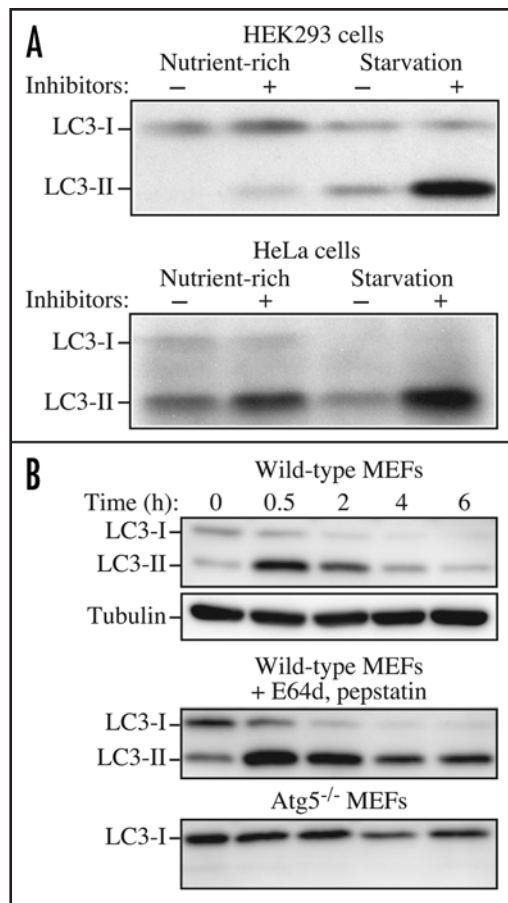 A
HEK293 cells
Nutrient-rich Starvation
Inhibitors: – + – +
LC3-I
LC3-II
HeLa cells
Nutrient-rich Starvation
Inhibitors: – + – +
LC3-I
LC3-II
B
Wild-type MEFs
Time (h): 0 0.5 2 4 6
LC3-I
LC3-II
Tubulin
Wild-type MEFs
+ E64d, pepstatin
LC3-I
LC3-II
Atg5-/- MEFs
LC3-I